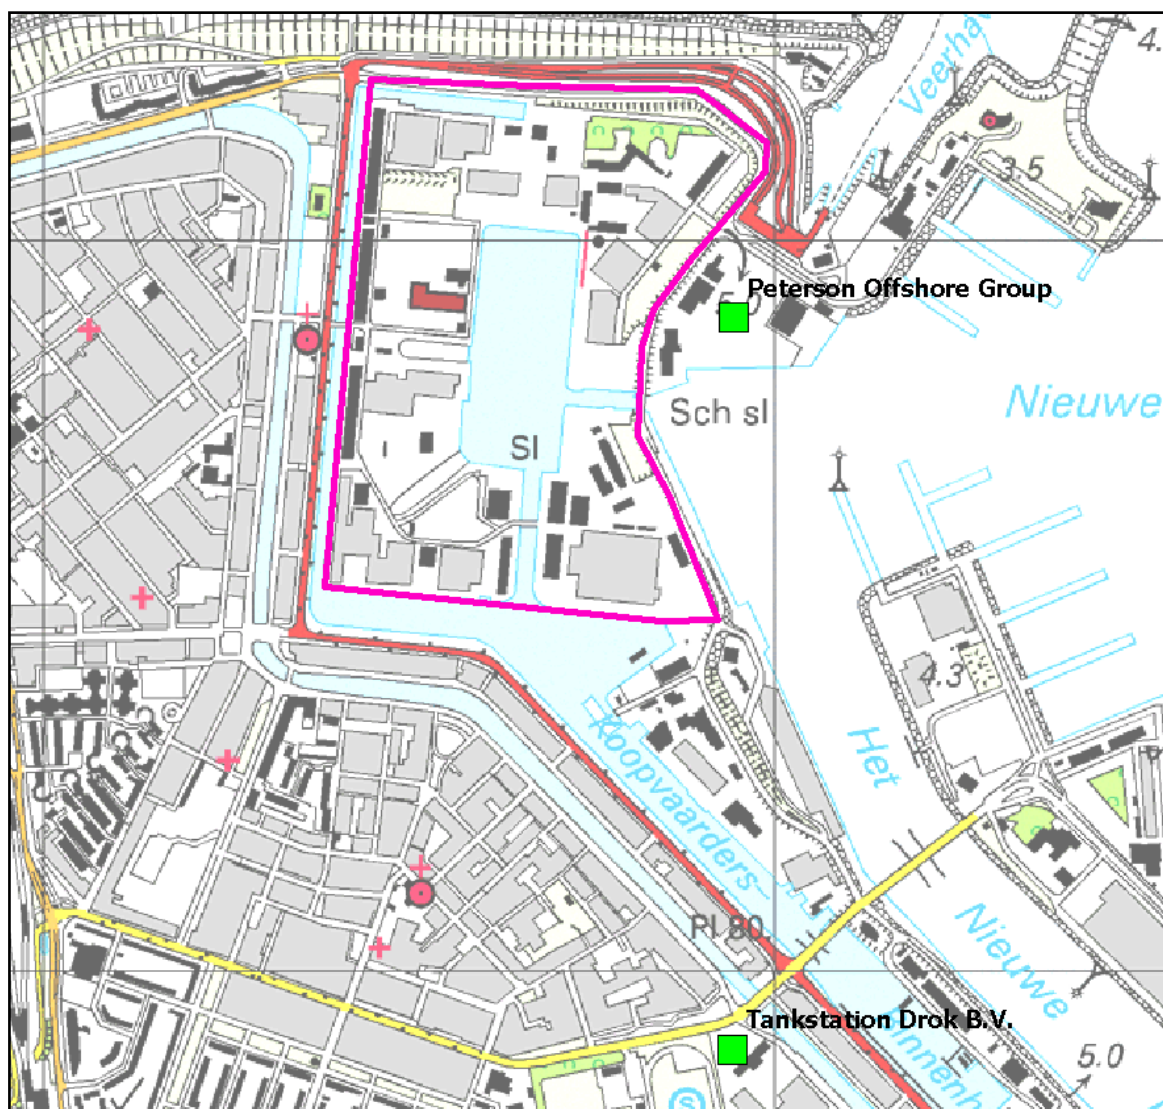 4.
Veerha
3.5
Peterson Offshore Group
Nieuwe
Sch sl
Sl
4.3
Het
Koopvaarders
Pl 80
Nieuwe
Tankstation Drok B.V.
innenh
5.0